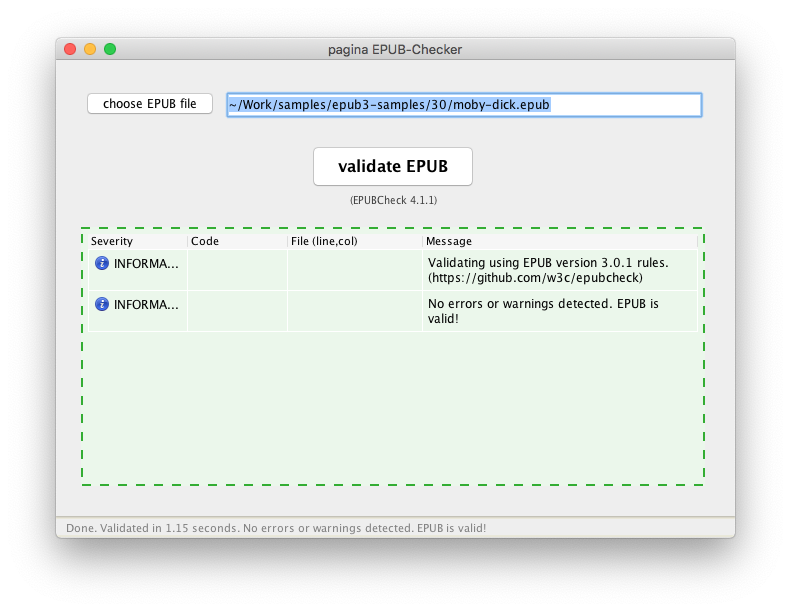 pagina EPUB-Checker
choose EPUB file
~/Work/samples/epub3-samples/30/moby-dick.epub
validate EPUB
(EPUBCheck 4.1.1)
Severity Code File (line,col) Message
INFORMA... Validating using EPUB version 3.0.1 rules.
(https://github.com/w3c/epubcheck)
INFORMA... No errors or warnings detected. EPUB is
valid!
Done. Validated in 1.15 seconds. No errors or warnings detected. EPUB is valid!